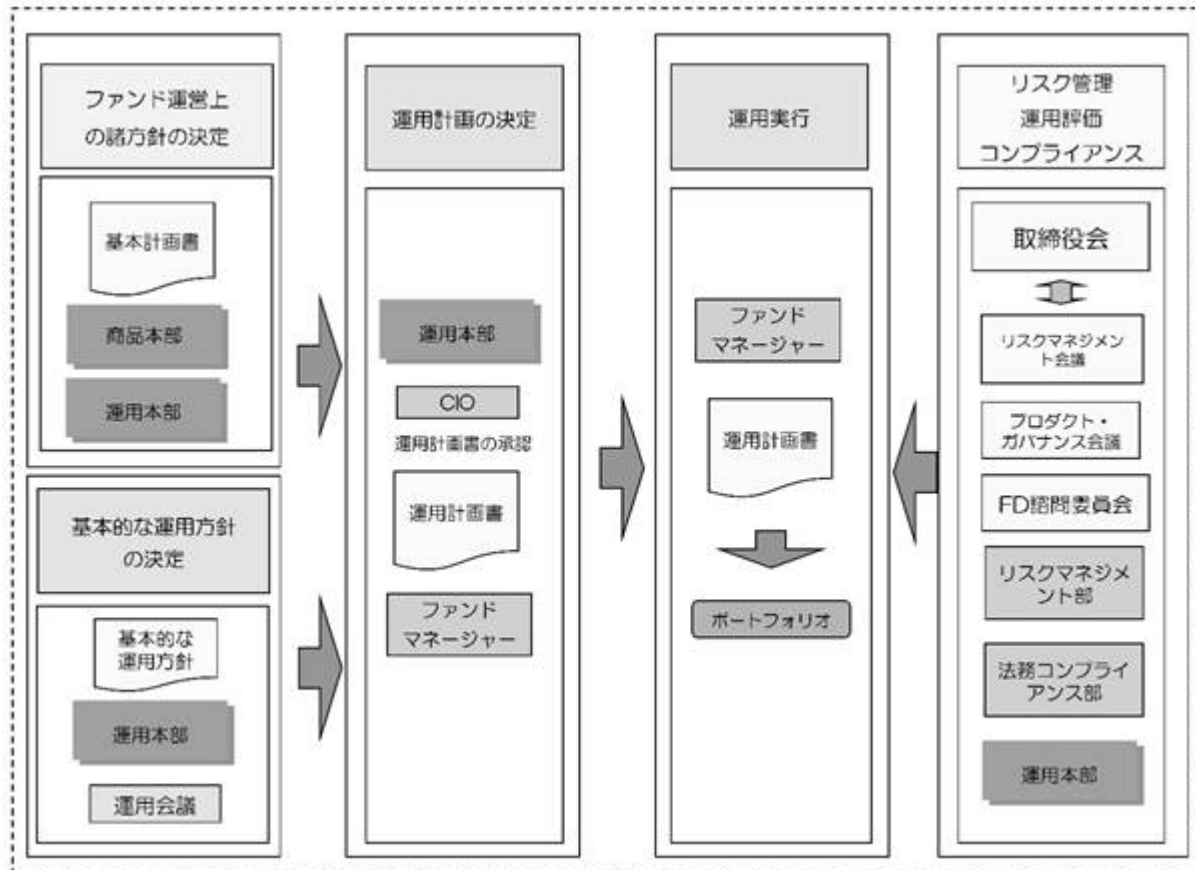 ファンド運営上
の諸方針の決定
基本計画書
商品本部
運用本部
基本的な運用方針
の決定
基本的な
運用方針
運用本部
運用会議
運用計画の決定
運用本部
CIO
運用計画書の承認
運用計画書
ファンド
マネージャー
運用実行
ファンド
マネージャー
運用計画書
ポートフォリオ
リスク管理
運用評価
コンプライアンス
取締役会
リスクマネジメン
ト会議
プロダクト・
ガバナンス会議
FD諮問委員会
リスクマネジメ
ント部
法務コンプライ
アンス部
運用本部